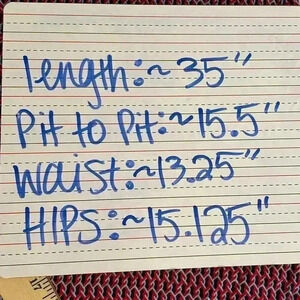 length:~35"
Pit to Pit:~15.5"
waist:~13.25"
HIPS:~15.125"